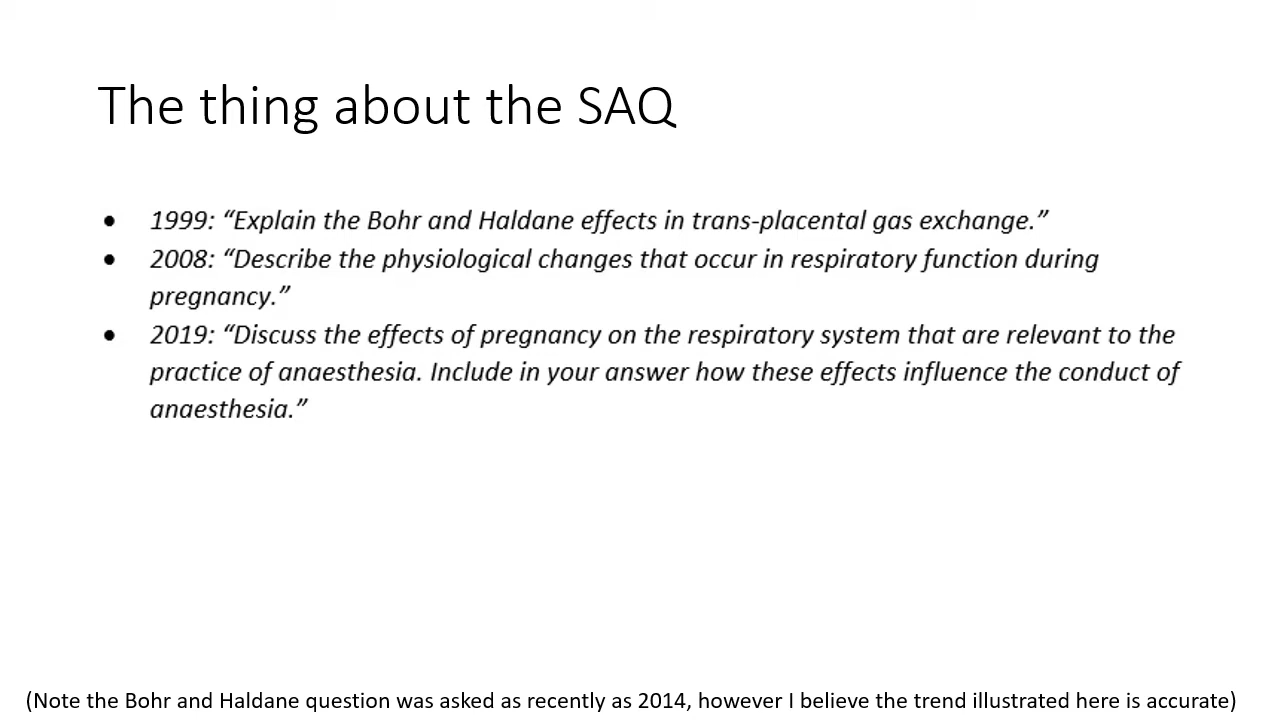 The thing about the SAQ
• 1999: “Explain the Bohr and Haldane effects in trans-placental gas exchange.”
• 2008: “Describe the physiological changes that occur in respiratory function during
pregnancy.”
• 2019: “Discuss the effects of pregnancy on the respiratory system that are relevant to the
practice of anaesthesia. Include in your answer how these effects influence the conduct of
anaesthesia.”
(Note the Bohr and Haldane question was asked as recently as 2014, however I believe the trend illustrated here is accurate)